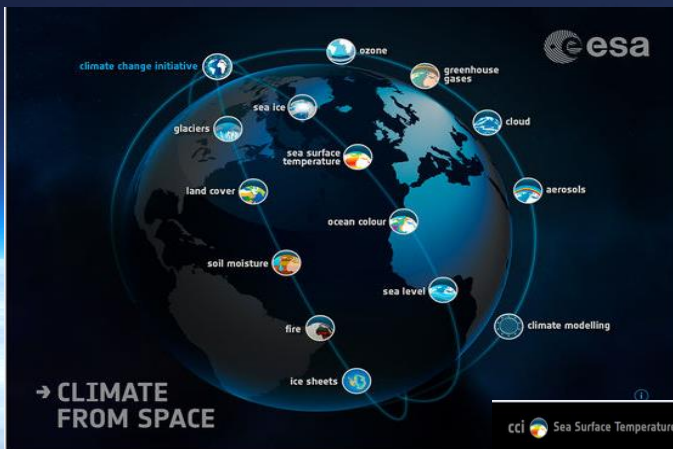 esa
ozone
climate change initiative
greenhouse
gases
sea ice
cloud
glaciers
sea surface
temperature
land cover
aerosols
ocean colour
soil moisture
sea level
fire
climate modelling
ice sheets
→ CLIMATE
FROM SPACE
cci Sea Surface Temperature